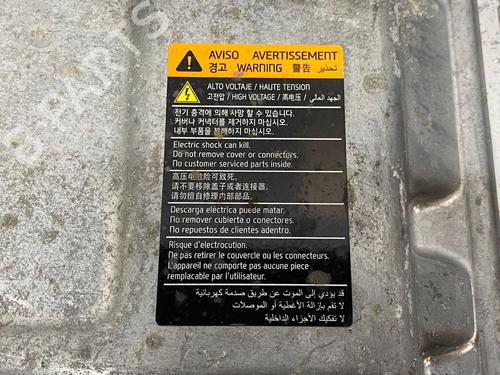 AVISO AVERTISSEMENT
경고 WARNING 警告 تحذير
ALTO VOLTAJE / HAUTE TENSION
고전압 / HIGH VOLTAGE / 高电压 / الجهد العالي
전기 충격에 의해 사망 할 수 있습니다.
커버나 커넥터를 제거하지 마십시오.
내부 부품을 분해하지 마십시오.
Electric shock can kill.
Do not remove cover or connectors.
No customer serviced parts inside.
高压电危险可致死。
请不要移除盖子或者连接器。
请勿擅自修理内部部品。
Descarga eléctrica puede matar.
No remover cubierta o conectores.
No repuestos de clientes adentro.
Risque d'electrocution.
De pas retirer le couvercle ou les connecteurs.
L'appareil ne comporte pas aucune piece
remplacable par l'utilisateur.
قد يؤدي إلى الموت عن طريق صدمة كهربائية
لا تقم بإزالة الأغطية أو الموصلات
لا تفكيك الأجزاء الداخلية